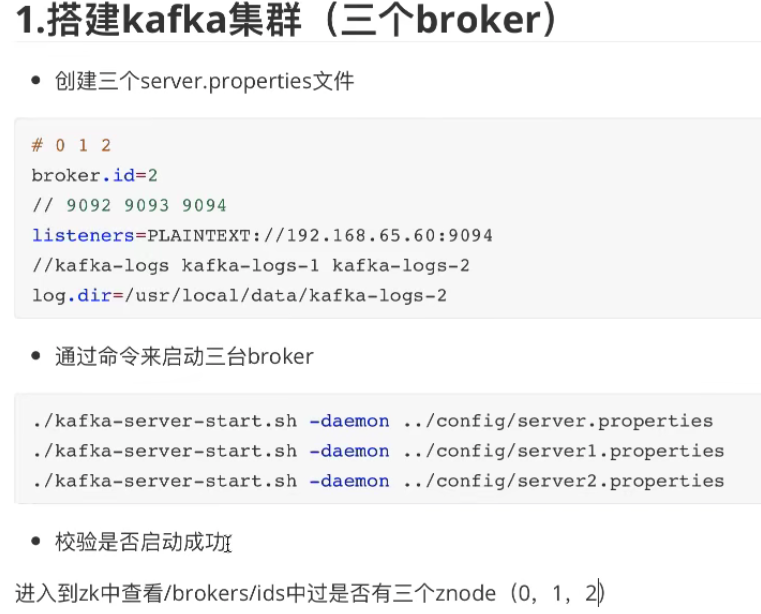 1.搭建kafka集群（三个broker）
创建三个server.properties文件
# 0 1 2
broker.id=2
// 9092 9093 9094
listeners=PLAINTEXT://192.168.65.60:9094
//kafka-logs kafka-logs-1 kafka-logs-2
log.dir=/usr/local/data/kafka-logs-2
通过命令来启动三台broker
./kafka-server-start.sh -daemon ../config/server.properties
./kafka-server-start.sh -daemon ../config/server1.properties
./kafka-server-start.sh -daemon ../config/server2.properties
校验是否启动成功
进入到zk中查看/brokers/ids中过是否有三个znode（0，1，2）